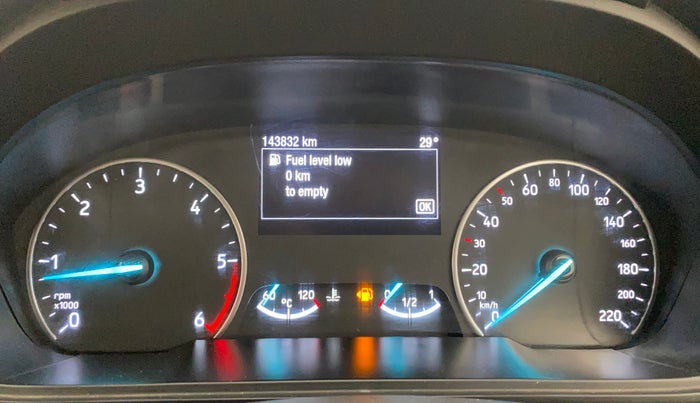 143832 km 29°
Fuel level low
0 km
to empty
OK
0 1 2 3 4 5 6
rpm
x1000
60 °C 120
0 1/2 1
0 10 20 30 40 50 60 80 100 120 140 160 180 200 220
km/h